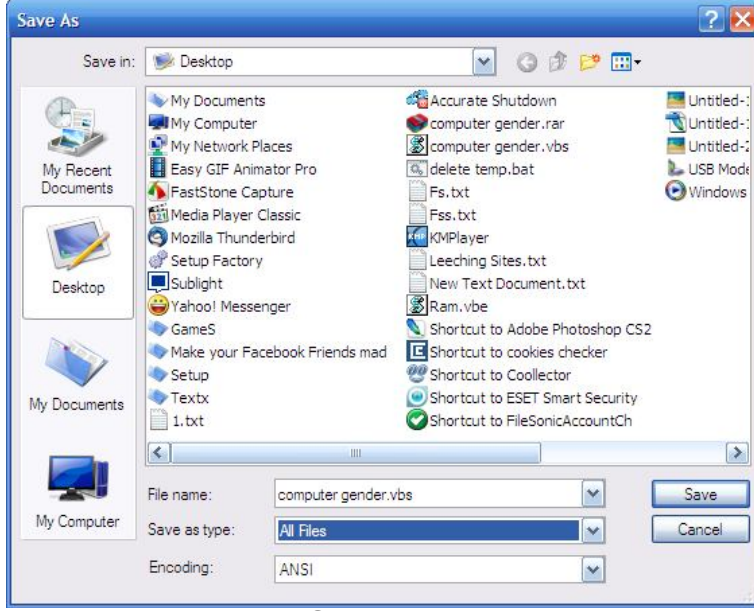 Save As
Save in:
Desktop
My Recent
Documents
Desktop
My Documents
My Computer
My Documents
My Computer
My Network Places
Easy GIF Animator Pro
FastStone Capture
Media Player Classic
Mozilla Thunderbird
Setup Factory
Sublight
Yahoo! Messenger
GameS
Make your Facebook Friends mad
Setup
Textx
1.txt
Accurate Shutdown
computer gender.rar
computer gender.vbs
delete temp.bat
Fs.txt
Fss.txt
KMPlayer
Leeching Sites.txt
New Text Document.txt
Ram.vbe
Shortcut to Adobe Photoshop CS2
Shortcut to cookies checker
Shortcut to Coollector
Shortcut to ESET Smart Security
Shortcut to FileSonicAccountCh
Untitled-
Untitled-
Untitled-2
USB Mode
Windows
File name:
computer gender.vbs
Save
Save as type:
All Files
Cancel
Encoding:
ANSI